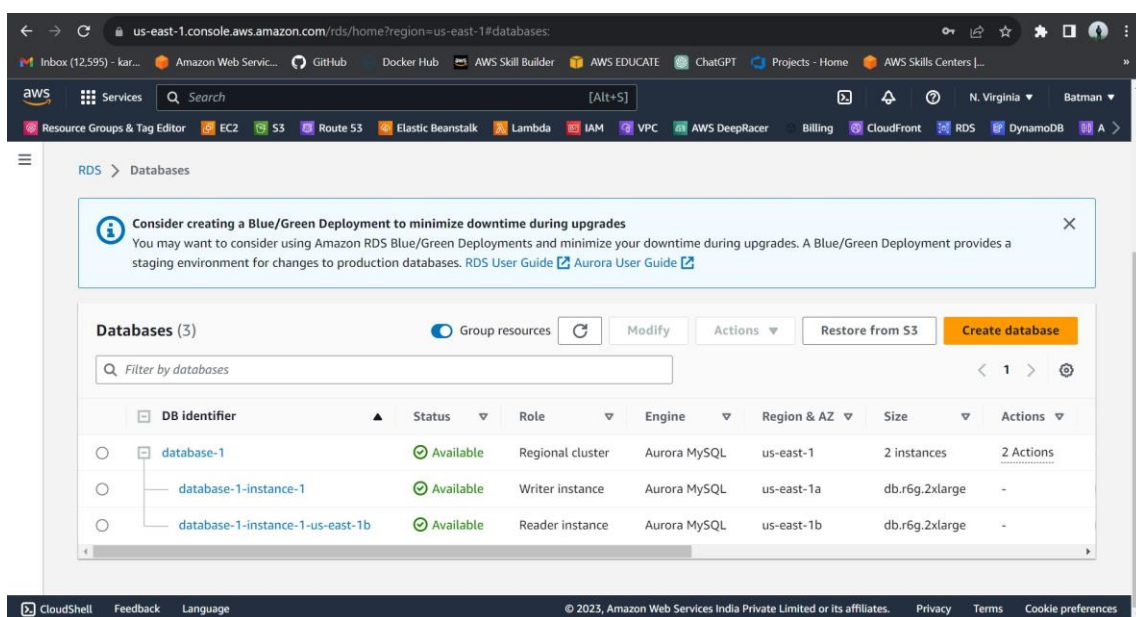 us-east-1.console.aws.amazon.com/rds/home?region=us-east-1#databases:
Inbox (12,595) - kar... Amazon Web Servic... GitHub Docker Hub AWS Skill Builder AWS EDUCATE ChatGPT Projects - Home AWS Skills Centers |... »
aws Services Search [Alt+S] N. Virginia ▼ Batman ▼
Resource Groups & Tag Editor EC2 S3 Route 53 Elastic Beanstalk Lambda IAM VPC AWS DeepRacer Billing CloudFront RDS DynamoDB A >
RDS > Databases
Consider creating a Blue/Green Deployment to minimize downtime during upgrades
You may want to consider using Amazon RDS Blue/Green Deployments and minimize your downtime during upgrades. A Blue/Green Deployment provides a
staging environment for changes to production databases. RDS User Guide Aurora User Guide
Databases (3) Group resources Modify Actions ▼ Restore from S3 Create database
Filter by databases < 1 >
DB identifier ▲ Status Role Engine Region & AZ Size Actions
database-1 Available Regional cluster Aurora MySQL us-east-1 2 instances 2 Actions
database-1-instance-1 Available Writer instance Aurora MySQL us-east-1a db.r6g.2xlarge -
database-1-instance-1-us-east-1b Available Reader instance Aurora MySQL us-east-1b db.r6g.2xlarge -
CloudShell Feedback Language © 2023, Amazon Web Services India Private Limited or its affiliates. Privacy Terms Cookie preferences